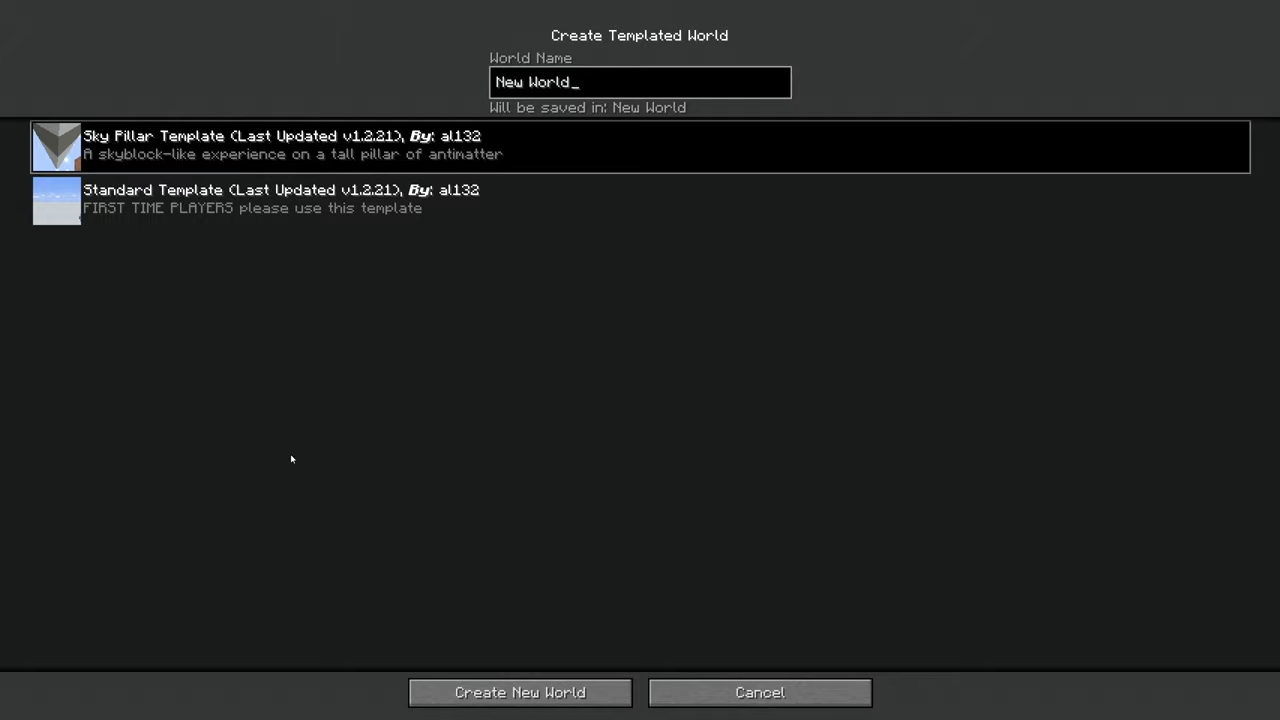 Create Templated World
World Name
New World_
Will be saved in: New World
Sky Pillar Template (Last Updated v1.2.21), By: al132
A skyblock-like experience on a tall pillar of antimatter
Standard Template (Last Updated v1.2.21), By: al132
FIRST TIME PLAYERS please use this template
Create New World
Cancel